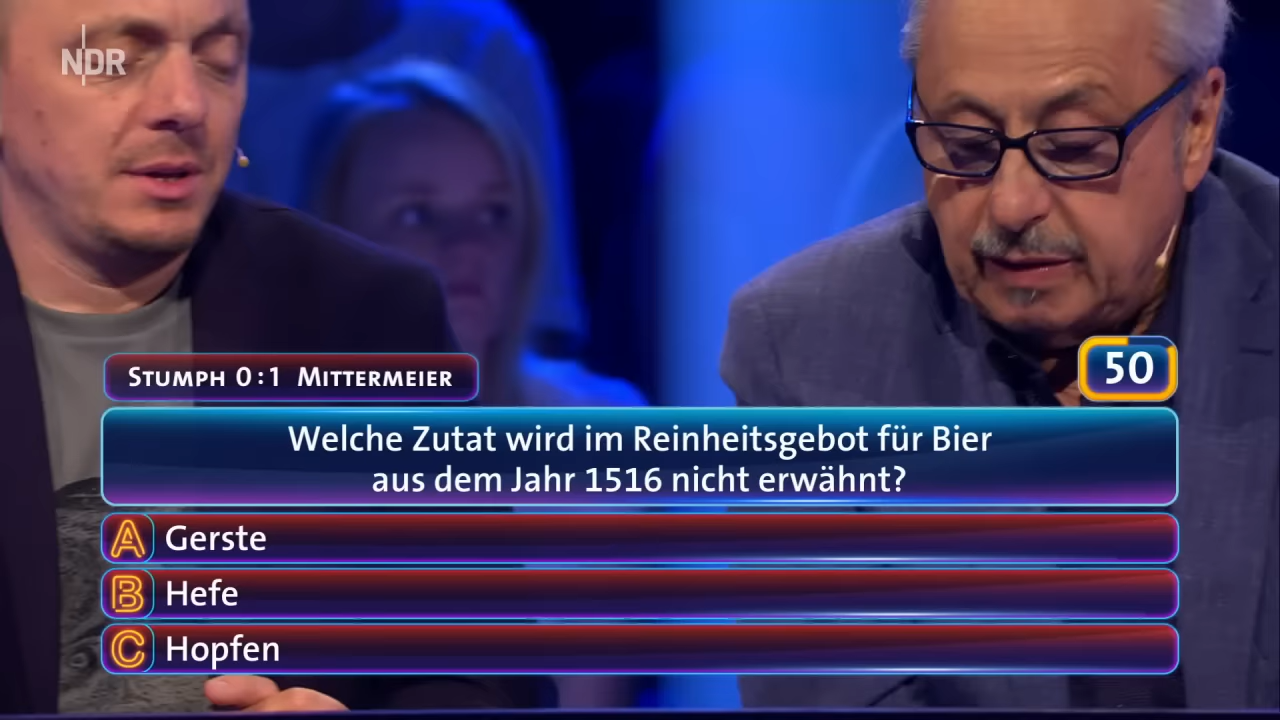 NDR
STUMPH 0:1 MITTERMEIER
50
Welche Zutat wird im Reinheitsgebot für Bier
aus dem Jahr 1516 nicht erwähnt?
A Gerste
B Hefe
C Hopfen